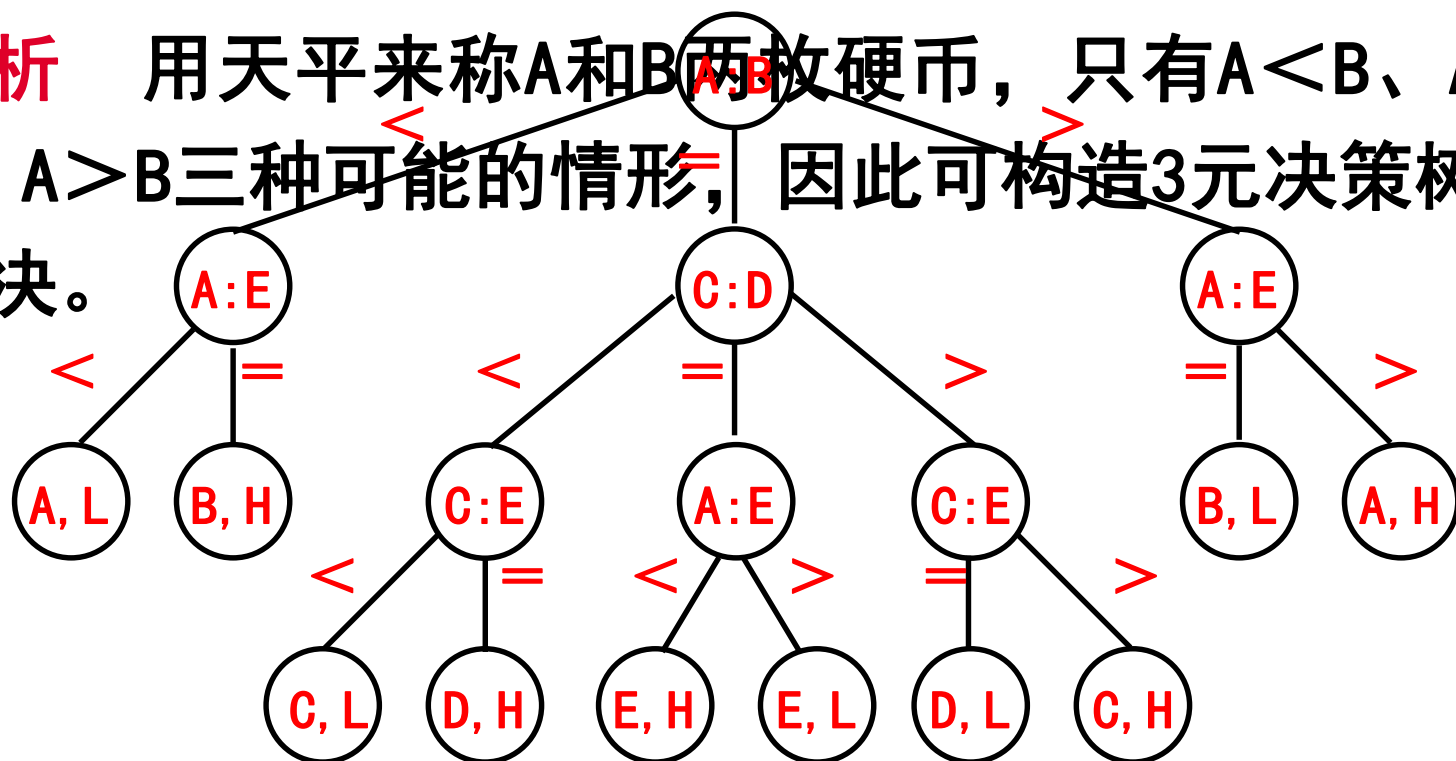 析 用天平来称A和B两枚硬币，只有A＜B、A
A:B
＜ ＞
A＞B三种可能的情形，因此可构造3元决策树
＝
决。
A:E C:D A:E
＜ ＝ ＜ ＝ ＞ ＝ ＞
A,L B,H C:E A:E C:E B,L A,H
＜ ＝ ＜ ＞ ＝ ＞
C,L D,H E,H E,L D,L C,H